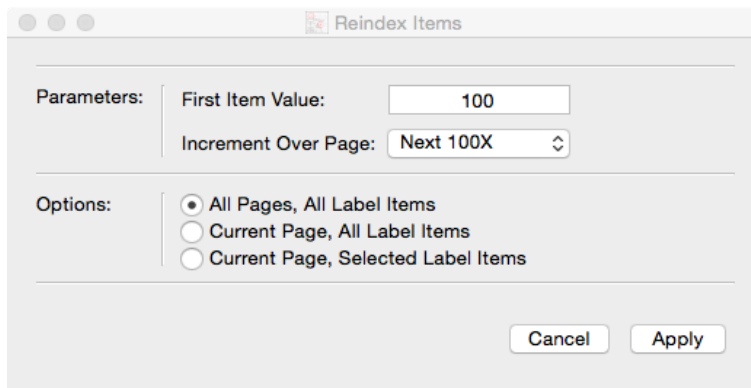 Reindex Items
Parameters: First Item Value: 100
Increment Over Page: Next 100X
Options: All Pages, All Label Items
Current Page, All Label Items
Current Page, Selected Label Items
Cancel Apply